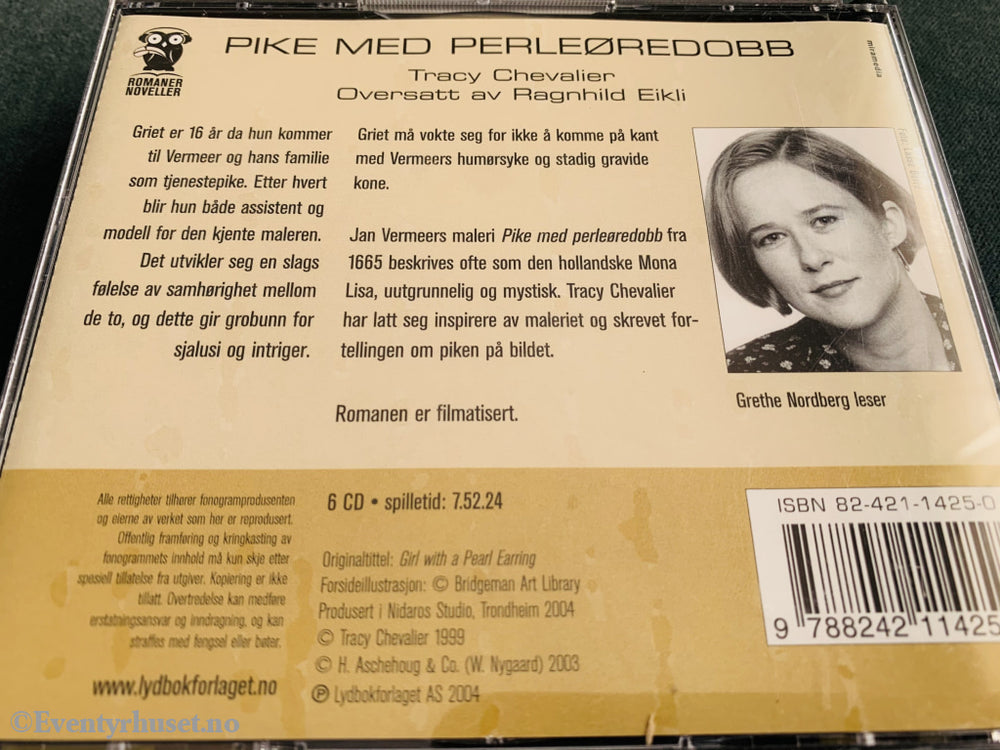 PIKE MED PERLEØREDOBB
Tracy Chevalier
Oversatt av Ragnhild Eikli
ROMANER
NOVELLER
miramedia
Griet er 16 år da hun kommer
til Vermeer og hans familie
som tjenestepike. Etter hvert
blir hun både assistent og
modell for den kjente maleren.
Det utvikler seg en slags
følelse av samhørighet mellom
de to, og dette gir grobunn for
sjalusi og intriger.
Griet må vokte seg for ikke å komme på kant
med Vermeers humørsyke og stadig gravide
kone.
Jan Vermeers maleri Pike med perleøredobb fra
1665 beskrives ofte som den hollandske Mona
Lisa, uutgrunnelig og mystisk. Tracy Chevalier
har latt seg inspirere av maleriet og skrevet for-
tellingen om piken på bildet.
Romanen er filmatisert.
Grethe Nordberg leser
Alle rettigheter tilhører fonogramprodusenten
og eierne av verket som her er reprodusert.
Offentlig framføring og kringkasting av
fonogrammets innhold må kun skje etter
spesiell tillatelse fra utgiver. Kopiering er ikke
tillatt. Overtredelse kan medføre
erstatningsansvar og inndragning, og kan
straffes med fengsel eller bøter.
www.lydbokforlaget.no
6 CD • spilletid: 7.52.24
Originaltittel: Girl with a Pearl Earring
Forsideillustrasjon: © Bridgeman Art Library
Produsert i Nidaros Studio, Trondheim 2004
© Tracy Chevalier 1999
© H. Aschehoug & Co. (W. Nygaard) 2003
℗ Lydbokforlaget AS 2004
ISBN 82-421-1425-0
9 788242 11425
©Eventyrhuset.no